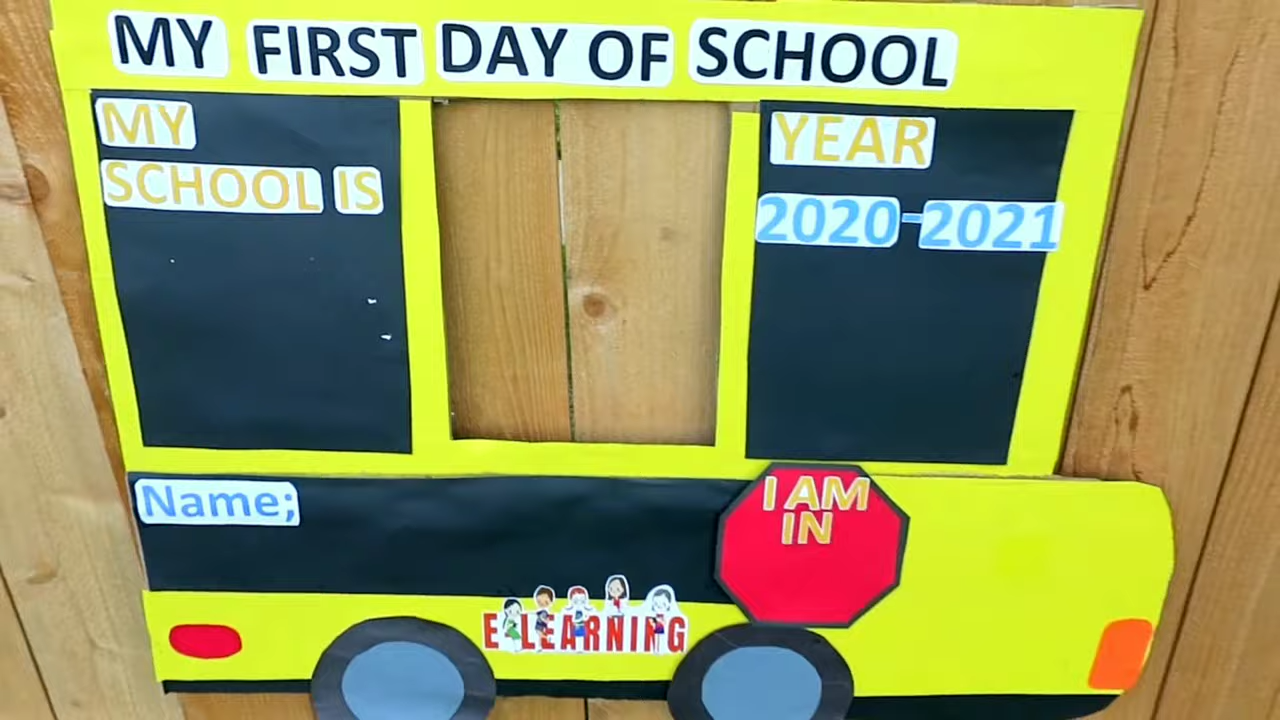 MY FIRST DAY OF SCHOOL
MY
SCHOOL IS
YEAR
2020-2021
Name;
I AM
IN
E LEARNING